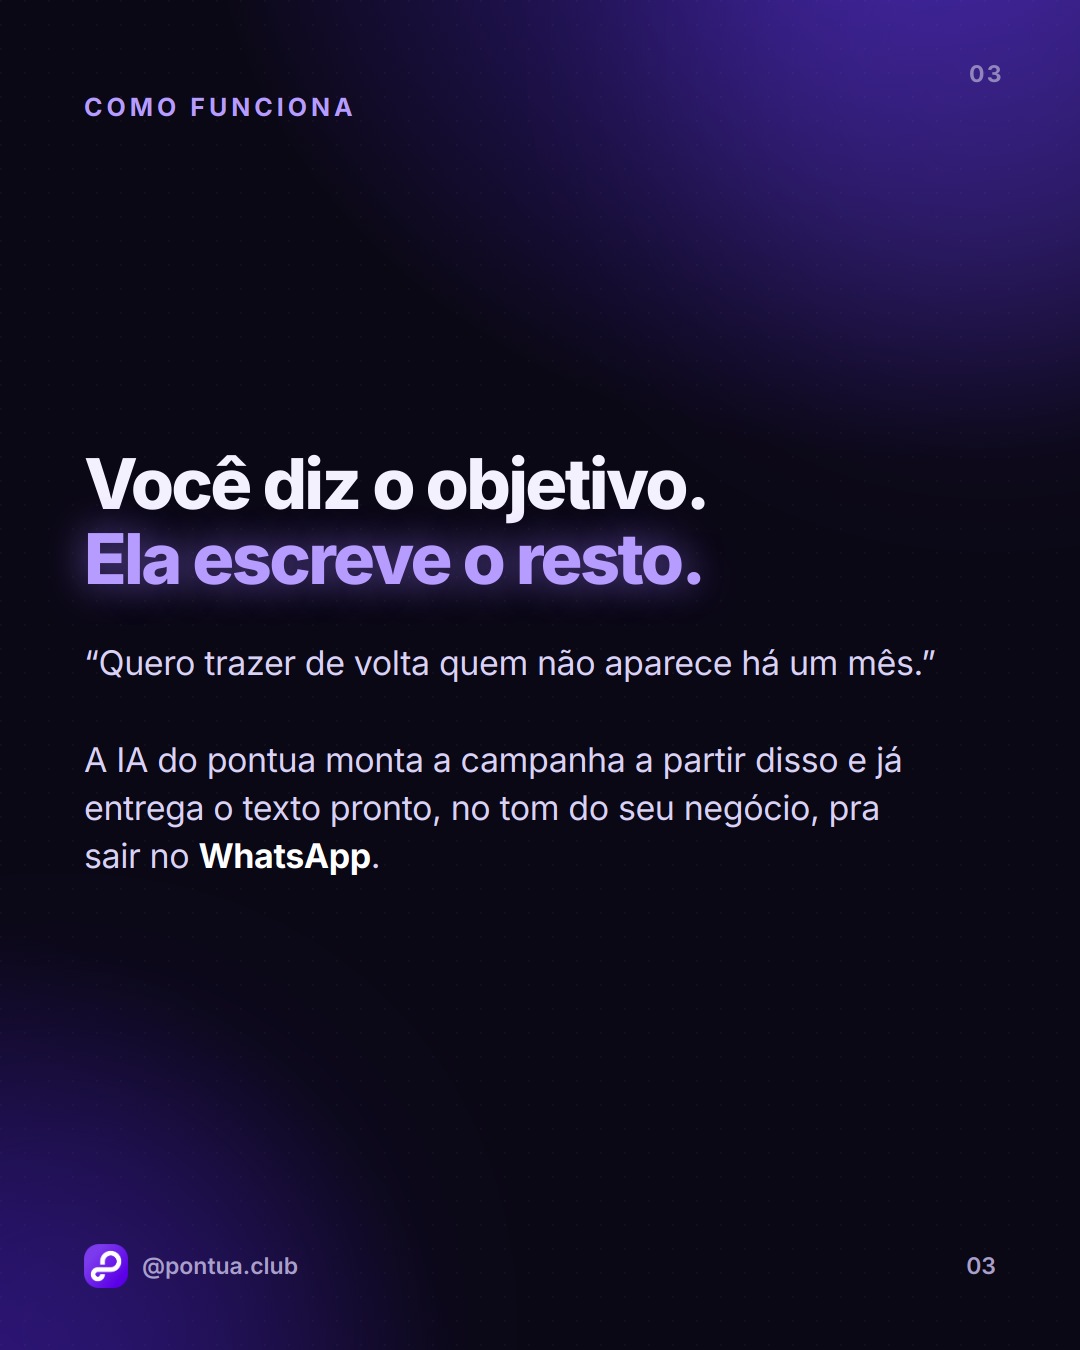 03
COMO FUNCIONA
Você diz o objetivo.
Ela escreve o resto.
“Quero trazer de volta quem não aparece há um mês.”
A IA do pontua monta a campanha a partir disso e já
entrega o texto pronto, no tom do seu negócio, pra
sair no WhatsApp.
@pontua.club
03